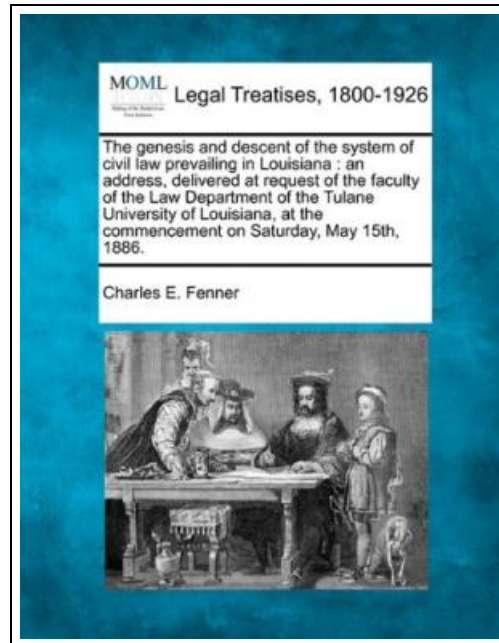 MOML
Legal Treatises, 1800-1926
The genesis and descent of the system of
civil law prevailing in Louisiana : an
address, delivered at request of the faculty
of the Law Department of the Tulane
University of Louisiana, at the
commencement on Saturday, May 15th,
1886.
Charles E. Fenner